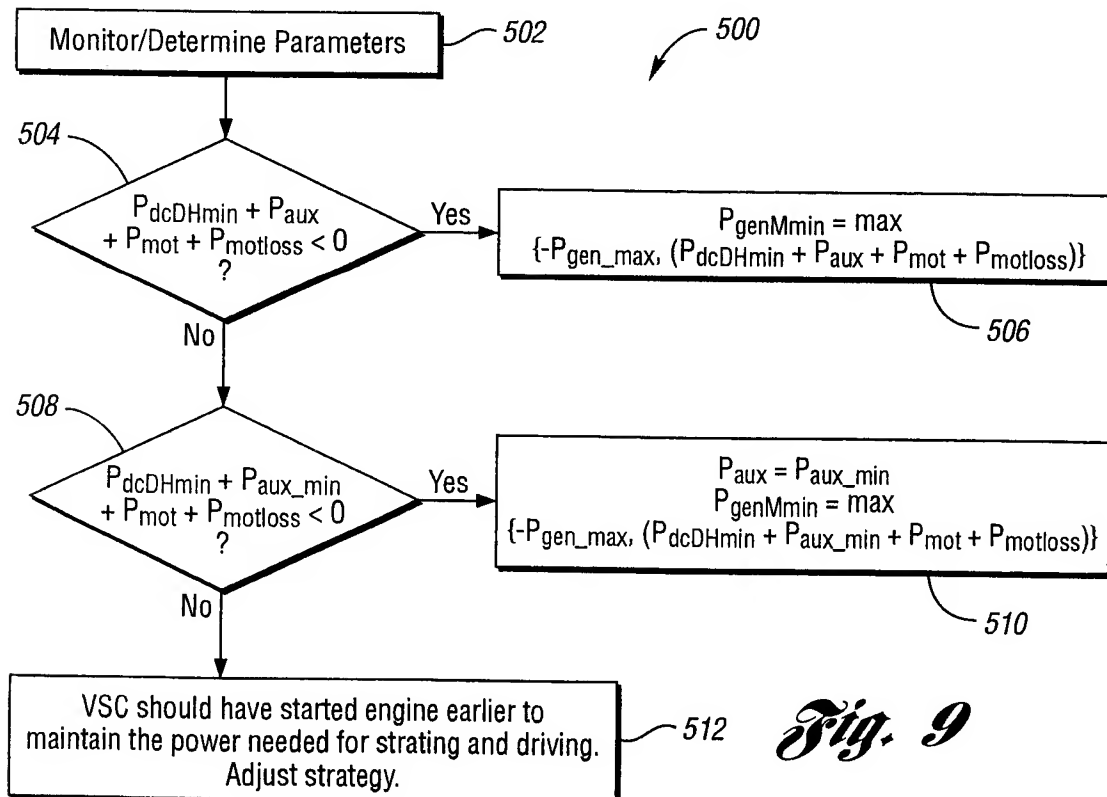 Monitor/Determine Parameters
502
500
504
PdcDHmin + Paux
+ Pmot + Pmotloss < 0
?
Yes
PgenMmin = max
{-Pgen_max, (PdcDHmin + Paux + Pmot + Pmotloss)}
506
No
508
PdcDHmin + Paux_min
+ Pmot + Pmotloss < 0
?
Yes
Paux = Paux_min
PgenMmin = max
{-Pgen_max, (PdcDHmin + Paux_min + Pmot + Pmotloss)}
510
No
VSC should have started engine earlier to
maintain the power needed for strating and driving.
Adjust strategy.
512
Fig. 9